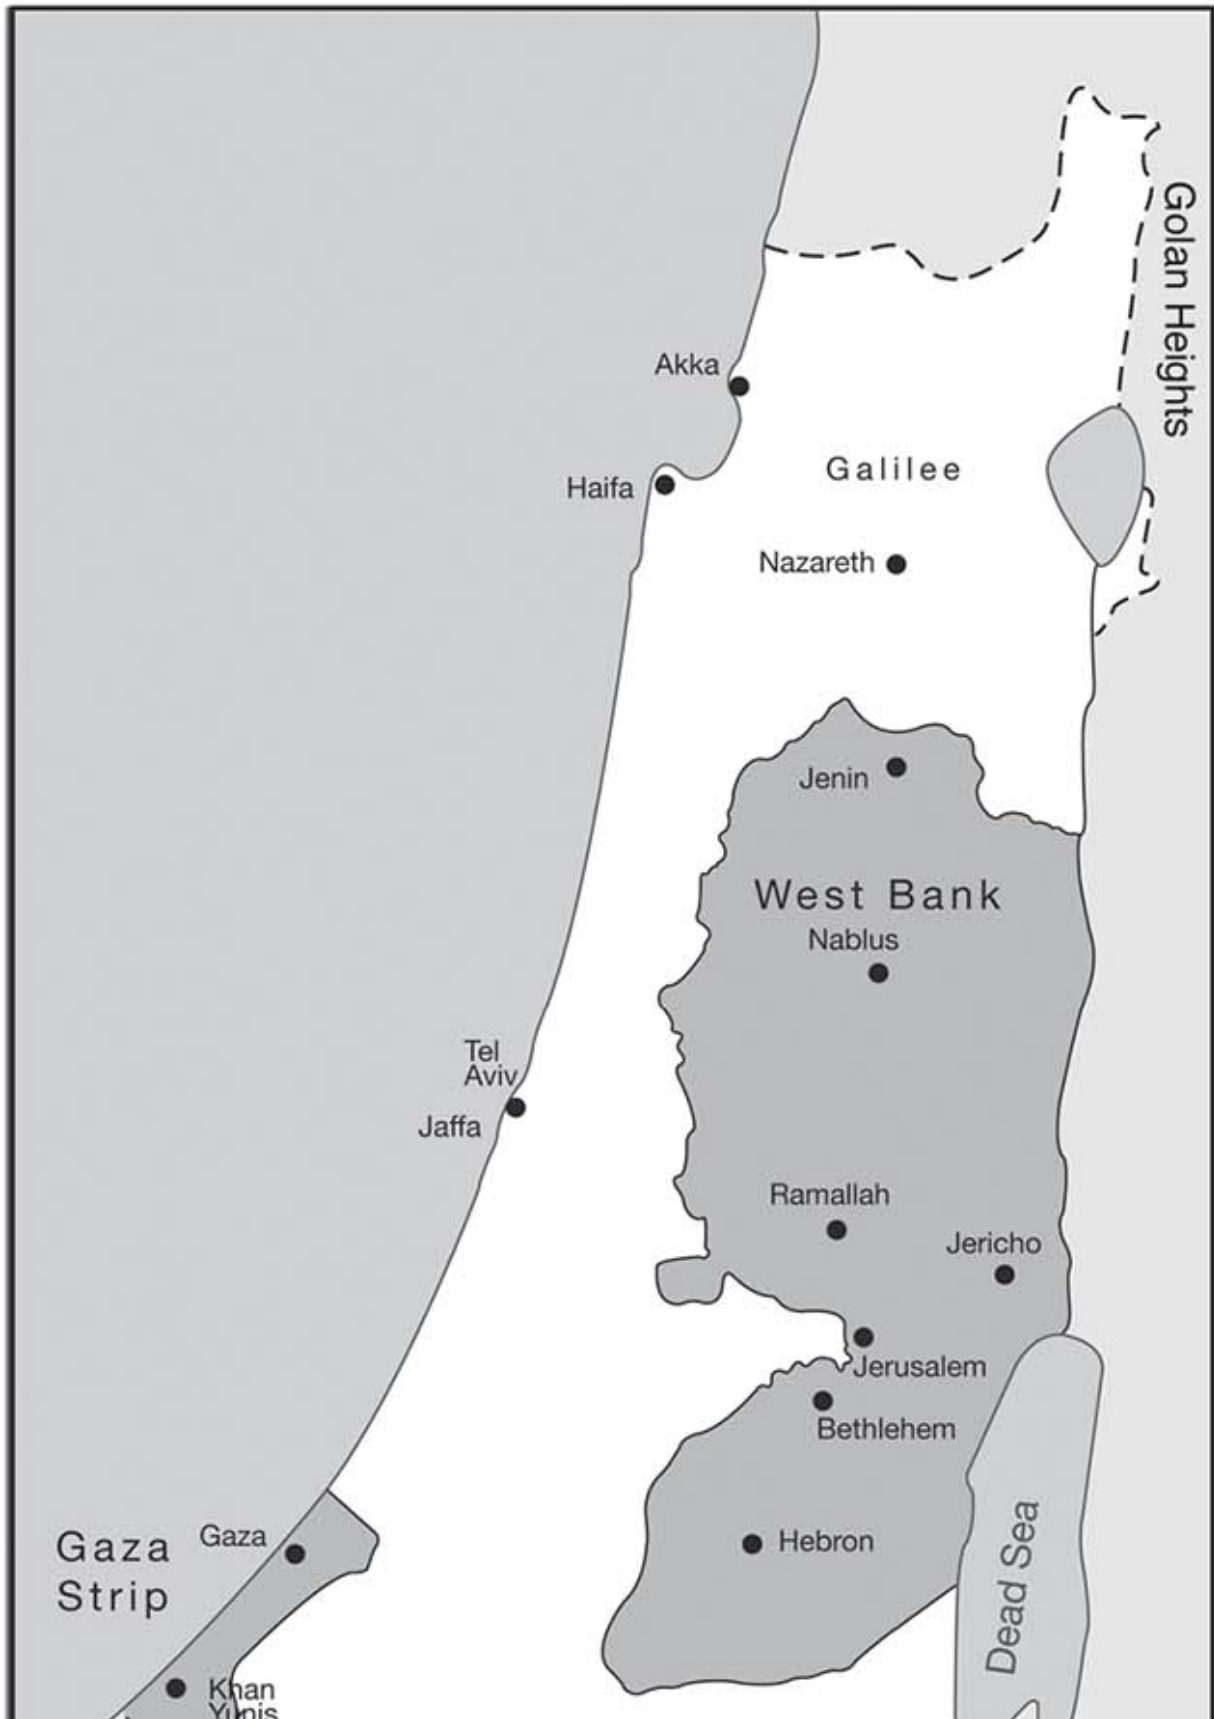 Golan Heights
Akka
Galilee
Haifa
Nazareth
Jenin
West Bank
Nablus
Tel
Aviv
Jaffa
Ramallah
Jericho
Jerusalem
Bethlehem
Gaza
Strip
Gaza
Hebron
Dead Sea
Khan
Yunis